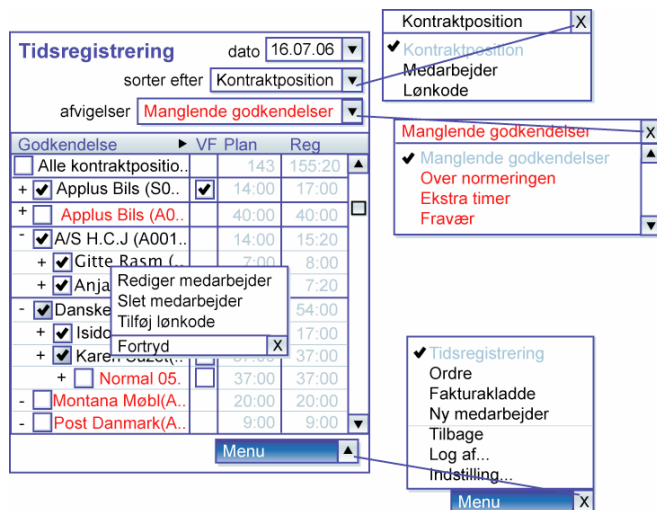 Kontraktposition X
Kontraktposition
Medarbejder
Lønkode
Tidsregistrering dato 16.07.06
sorter efter Kontraktposition
afvigelser Manglende godkendelser
Manglende godkendelser X
Manglende godkendelser
Over normeringen
Ekstra timer
Fravær
Godkendelse VF Plan Reg
Alle kontraktpositio.. 143 155:20
+ Applus Bils (S0.. 14:00 17:00
+ Applus Bils (A0.. 40:00 40:00
- A/S H.C.J (A001.. 14:00 15:20
+ Gitte Rasm (.. 7:00 8:00
+ Anja 7:20
Rediger medarbejder
Slet medarbejder
Tilføj lønkode
Fortryd X
- Danske 54:00
+ Isido 17:00
+ Karen Suzet(.. 37:00 37:00
+ Normal 05. 37:00 37:00
- Montana Møbl(A.. 20:00 20:00
- Post Danmark(A.. 9:00 9:00
Menu
Tidsregistrering
Ordre
Fakturakladde
Ny medarbejder
Tilbage
Log af...
Indstilling...
Menu X